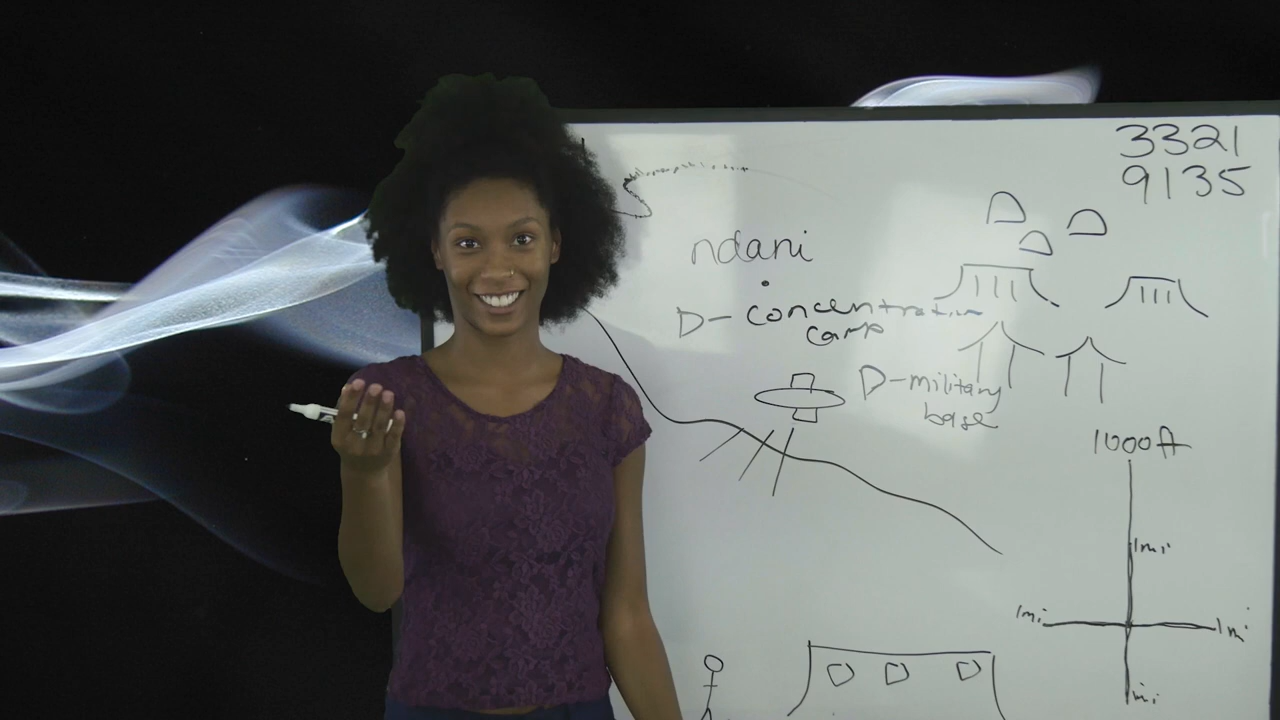 3321
9135
ndani
D- concentration
camp
D-military
base
1000ft
1mi
1mi
1mi
1mi